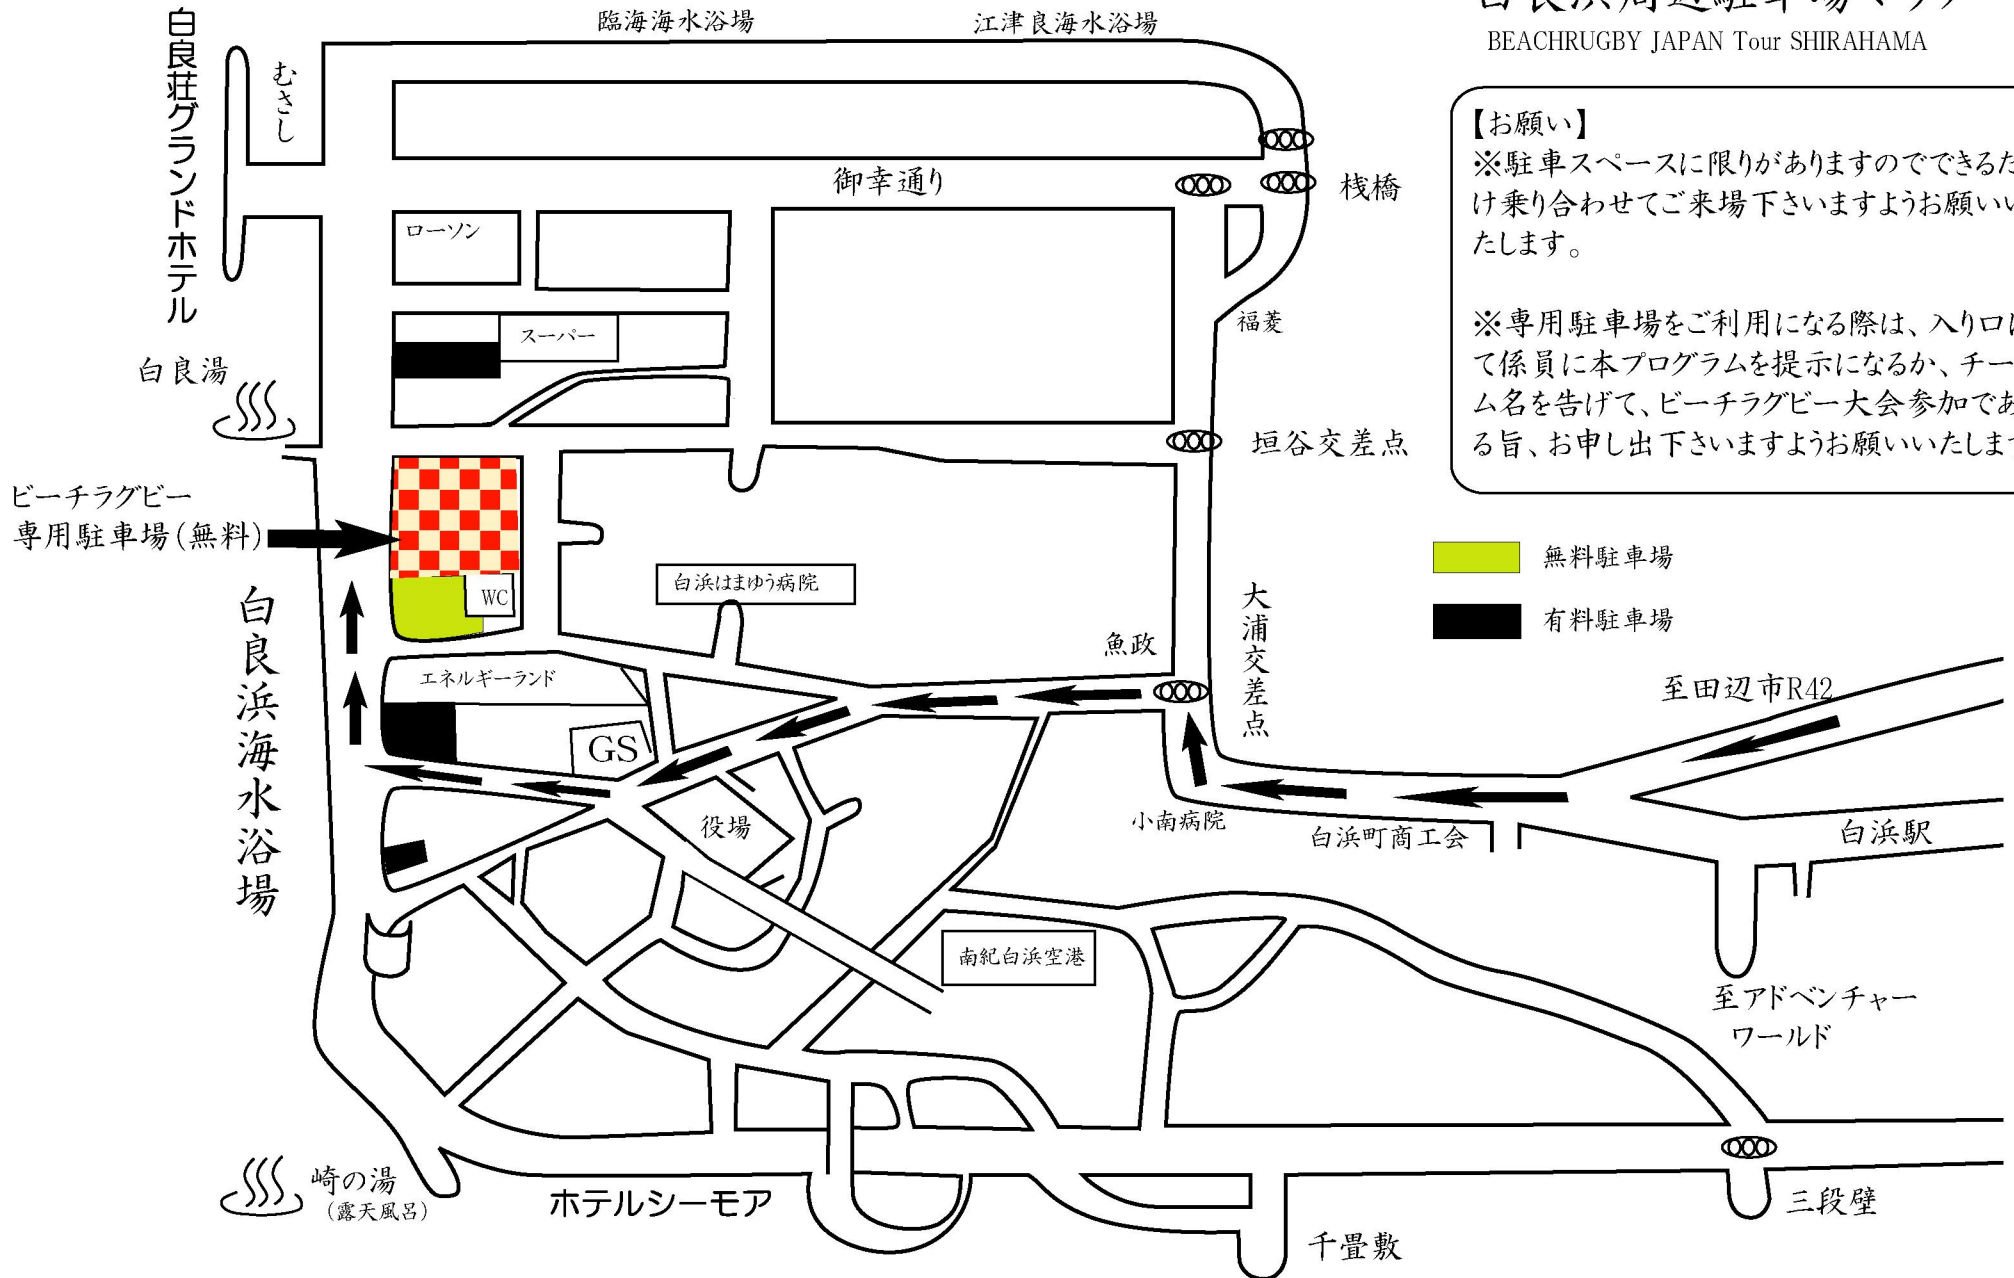 白良浜周辺駐車場マップ
BEACHRUGBY JAPAN Tour SHIRAHAMA
【お願い】
※駐車スペースに限りがありますのでできるだ
け乗り合わせてご来場下さいますようお願いい
たします。
※専用駐車場をご利用になる際は、入り口に
て係員に本プログラムを提示になるか、チー
ム名を告げて、ビーチラグビー大会参加であ
る旨、お申し出下さいますようお願いいたします
無料駐車場
有料駐車場
臨海海水浴場
江津良海水浴場
白良荘グランドホテル
むさし
御幸通り
桟橋
ローソン
スーパー
福菱
白良湯
垣谷交差点
ビーチラグビー
専用駐車場(無料)
WC
白浜はまゆう病院
白良浜海水浴場
魚政
大浦交差点
エネルギーランド
GS
至田辺市R42
役場
小南病院
白浜町商工会
白浜駅
南紀白浜空港
至アドベンチャー
ワールド
崎の湯
(露天風呂)
ホテルシーモア
千畳敷
三段壁